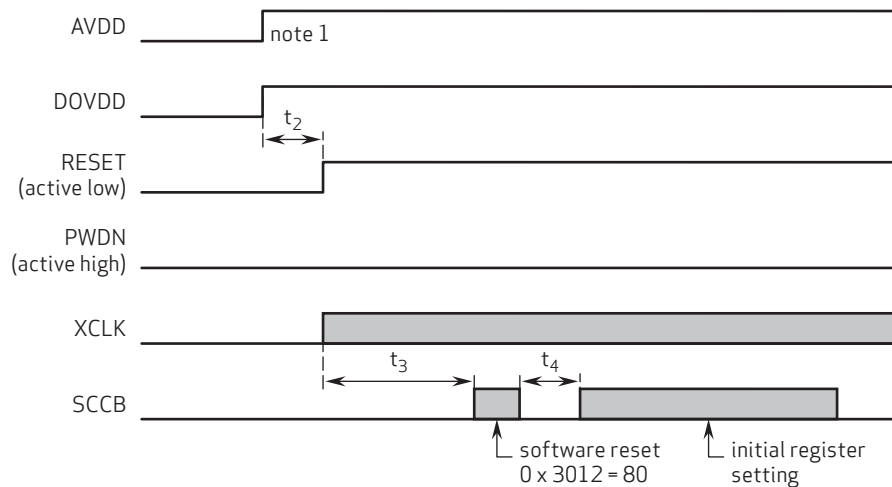 AVDD
note 1
DOVDD
t2
RESET
(active low)
PWDN
(active high)
XCLK
t3
t4
SCCB
software reset
0 x 3012 = 80
initial register
setting